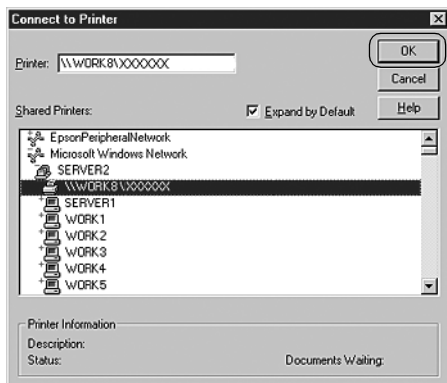 Connect to Printer
Printer: \\WORK8\XXXXXX
OK
Cancel
Help
Shared Printers:
Expand by Default
EpsonPeripheralNetwork
Microsoft Windows Network
SERVER2
\\WORK8\XXXXXX
SERVER1
WORK1
WORK2
WORK3
WORK4
WORK5
Printer Information
Description:
Status:
Documents Waiting: